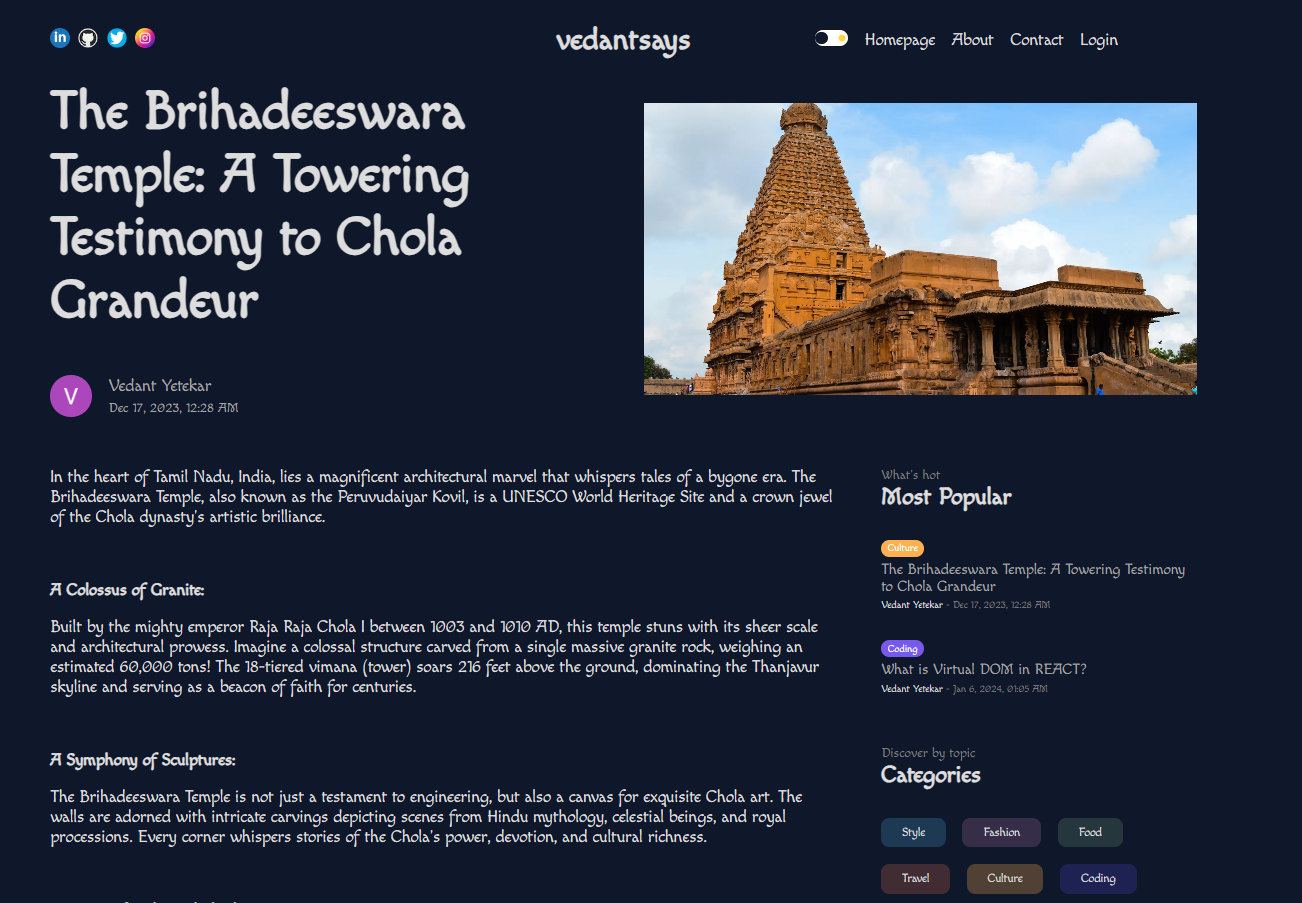 in
vedantsays
Homepage About Contact Login
The Brihadeeswara
Temple: A Towering
Testimony to Chola
Grandeur
V
Vedant Yetekar
Dec 17, 2023, 12:28 AM
In the heart of Tamil Nadu, India, lies a magnificent architectural marvel that whispers tales of a bygone era. The
Brihadeeswara Temple, also known as the Peruvudaiyar Kovil, is a UNESCO World Heritage Site and a crown jewel
of the Chola dynasty's artistic brilliance.
A Colossus of Granite:
Built by the mighty emperor Raja Raja Chola I between 1003 and 1010 AD, this temple stuns with its sheer scale
and architectural prowess. Imagine a colossal structure carved from a single massive granite rock, weighing an
estimated 60,000 tons! The 18-tiered vimana (tower) soars 216 feet above the ground, dominating the Thanjavur
skyline and serving as a beacon of faith for centuries.
A Symphony of Sculptures:
The Brihadeeswara Temple is not just a testament to engineering, but also a canvas for exquisite Chola art. The
walls are adorned with intricate carvings depicting scenes from Hindu mythology, celestial beings, and royal
processions. Every corner whispers stories of the Chola's power, devotion, and cultural richness.
What's hot
Most Popular
Culture
The Brihadeeswara Temple: A Towering Testimony
to Chola Grandeur
Vedant Yetekar - Dec 17, 2023, 12:28 AM
Coding
What is Virtual DOM in REACT?
Vedant Yetekar - Jan 6, 2024, 01:05 AM
Discover by topic
Categories
Style Fashion Food
Travel Culture Coding